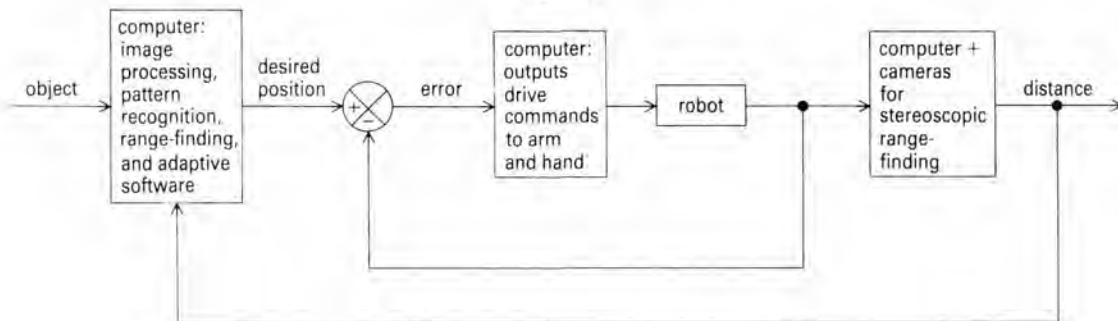 object
computer:
image
processing,
pattern
recognition,
range-finding,
and adaptive
software
desired
position
+
−
error
computer:
outputs
drive
commands
to arm
and hand
robot
computer +
cameras
for
stereoscopic
range-
finding
distance